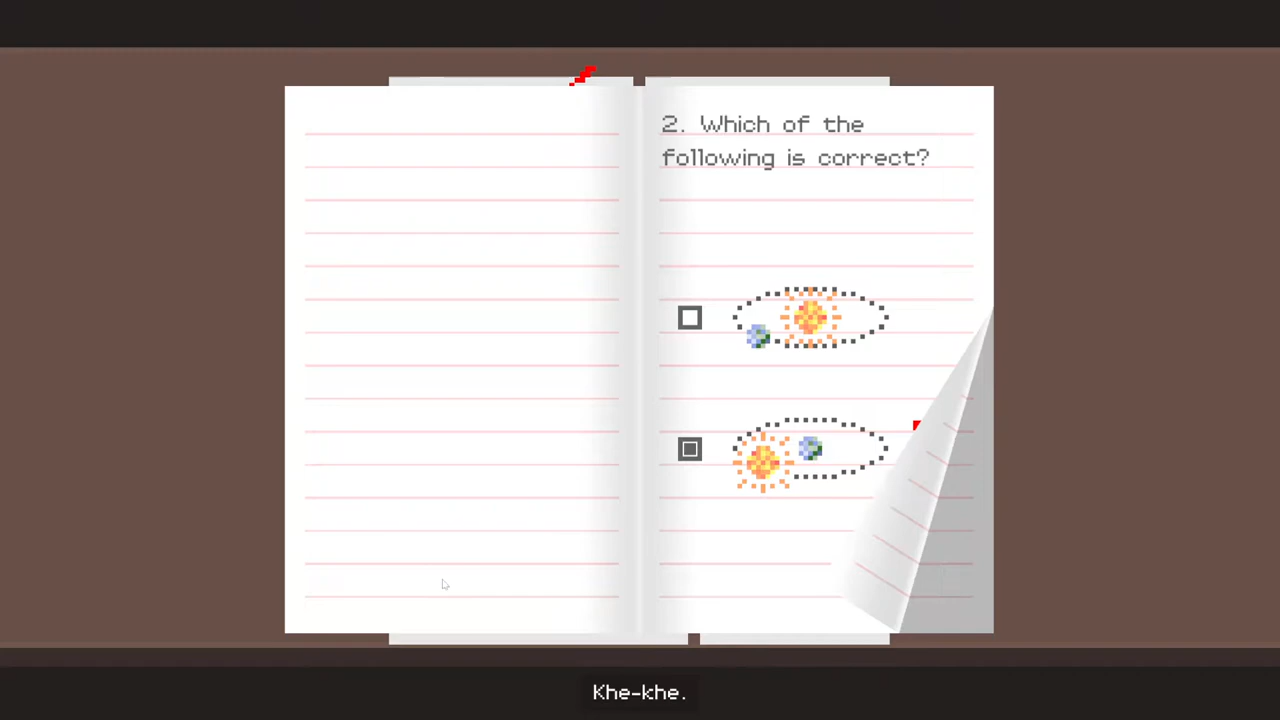 2. Which of the
following is correct?
Khe-khe.